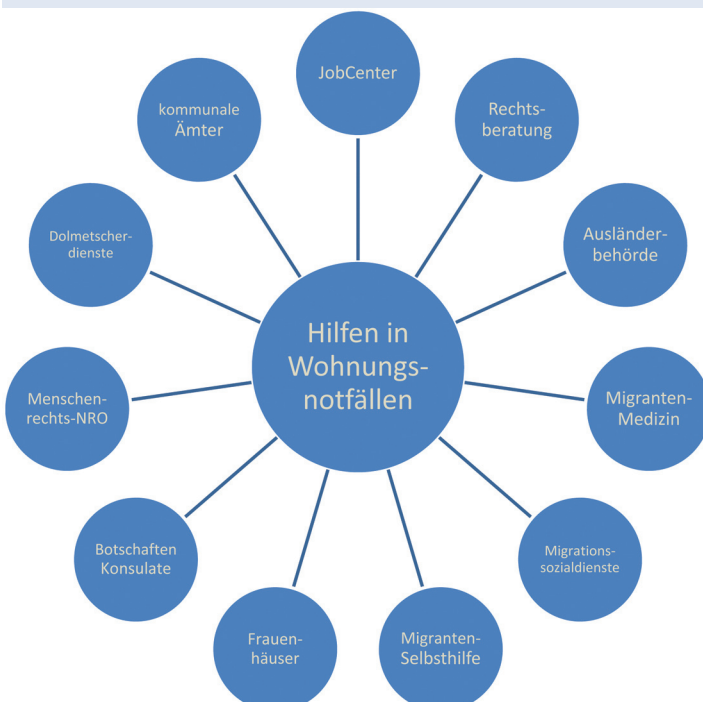 JobCenter
Rechts-
beratung
Ausländer-
behörde
Migranten-
Medizin
Migrations-
sozialdienste
Migranten-
Selbsthilfe
Frauen-
häuser
Botschaften
Konsulate
Menschen-
rechts-NRO
Dolmetscher-
dienste
kommunale
Ämter
Hilfen in
Wohnungs-
notfällen